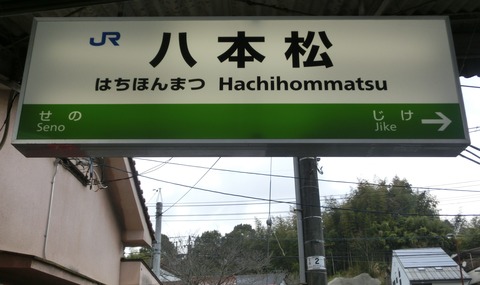 JR 八本松
はちほんまつ Hachihommatsu
せの じけ
Seno Jike
2